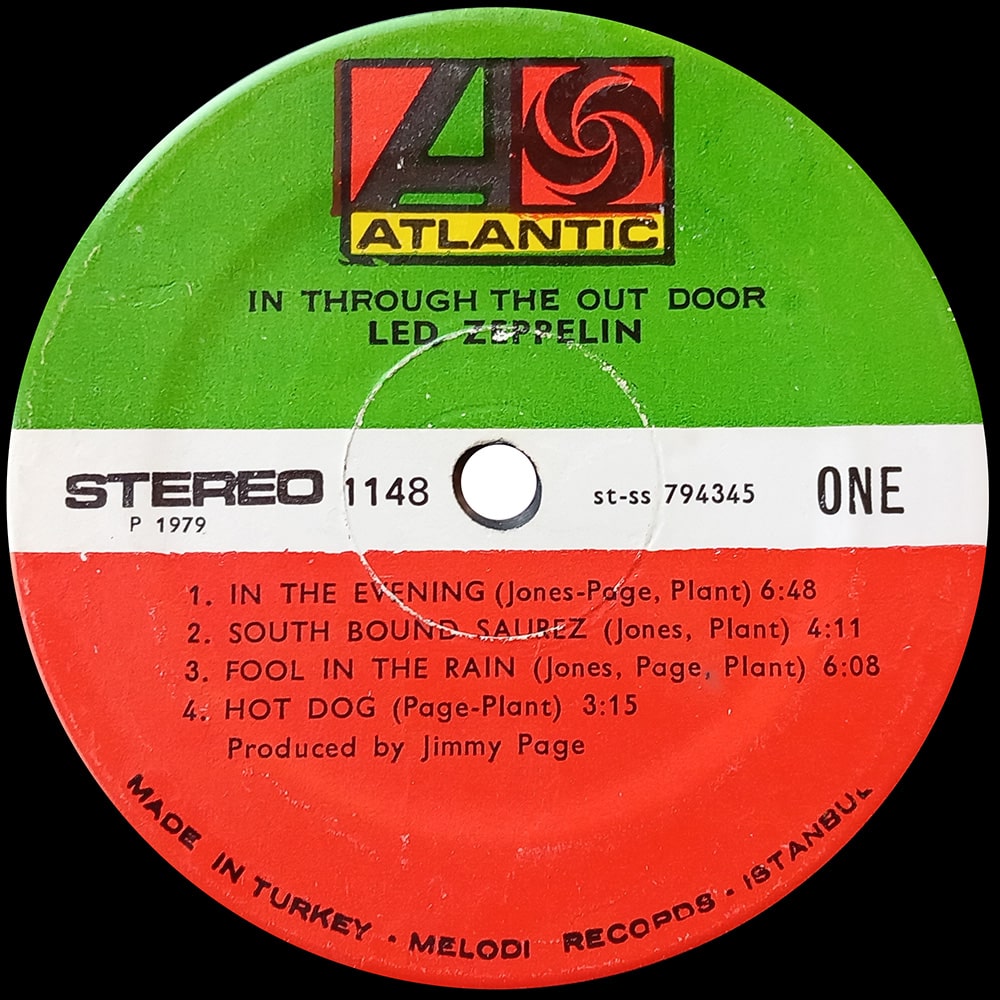 A
ATLANTIC
IN THROUGH THE OUT DOOR
LED ZEPPELIN
STEREO 1148 st-ss 794345 ONE
P 1979
1. IN THE EVENING (Jones-Page, Plant) 6:48
2. SOUTH BOUND SAUREZ (Jones, Plant) 4:11
3. FOOL IN THE RAIN (Jones, Page, Plant) 6:08
4. HOT DOG (Page-Plant) 3:15
Produced by Jimmy Page
MADE IN TURKEY · MELODI RECORDS · ISTANBUL